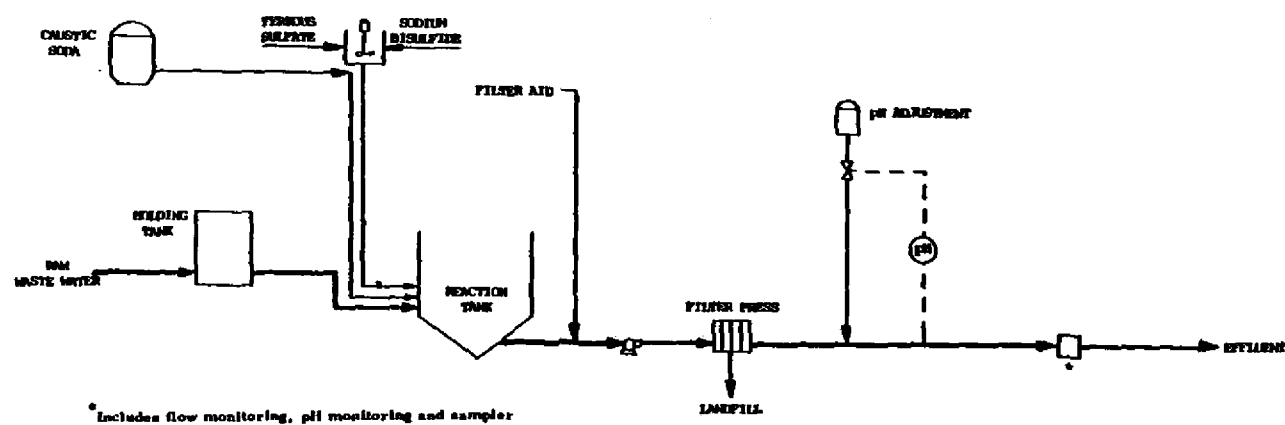 CAUSTIC
SODA
FERROUS
SULFATE
SODIUM
BISULFIDE
FILTER AID
pH ADJUSTMENT
HOLDING
TANK
RAW
WASTE WATER
REACTION
TANK
pH
FILTER PRESS
LANDFILL
*
EFFLUENT
*Includes flow monitoring, pH monitoring and sampler